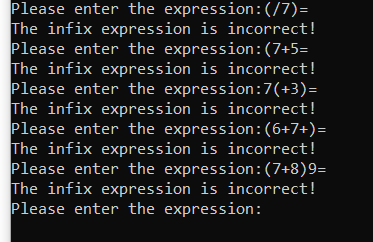 Please enter the expression:(/7)=
The infix expression is incorrect!
Please enter the expression:(7+5=
The infix expression is incorrect!
Please enter the expression:7(+3)=
The infix expression is incorrect!
Please enter the expression:(6+7+)=
The infix expression is incorrect!
Please enter the expression:(7+8)9=
The infix expression is incorrect!
Please enter the expression: